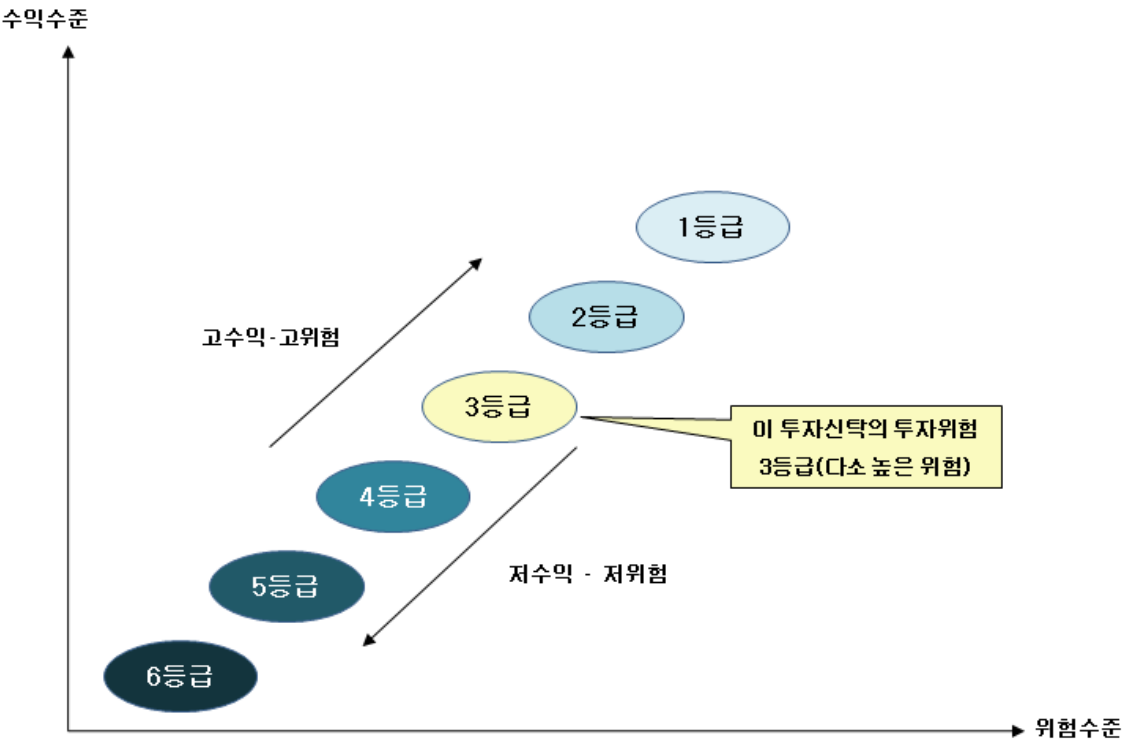 수익수준
1등급
2등급
고수익-고위험
3등급
이 투자신탁의 투자위험
3등급(다소 높은 위험)
4등급
저수익 - 저위험
5등급
6등급
위험수준